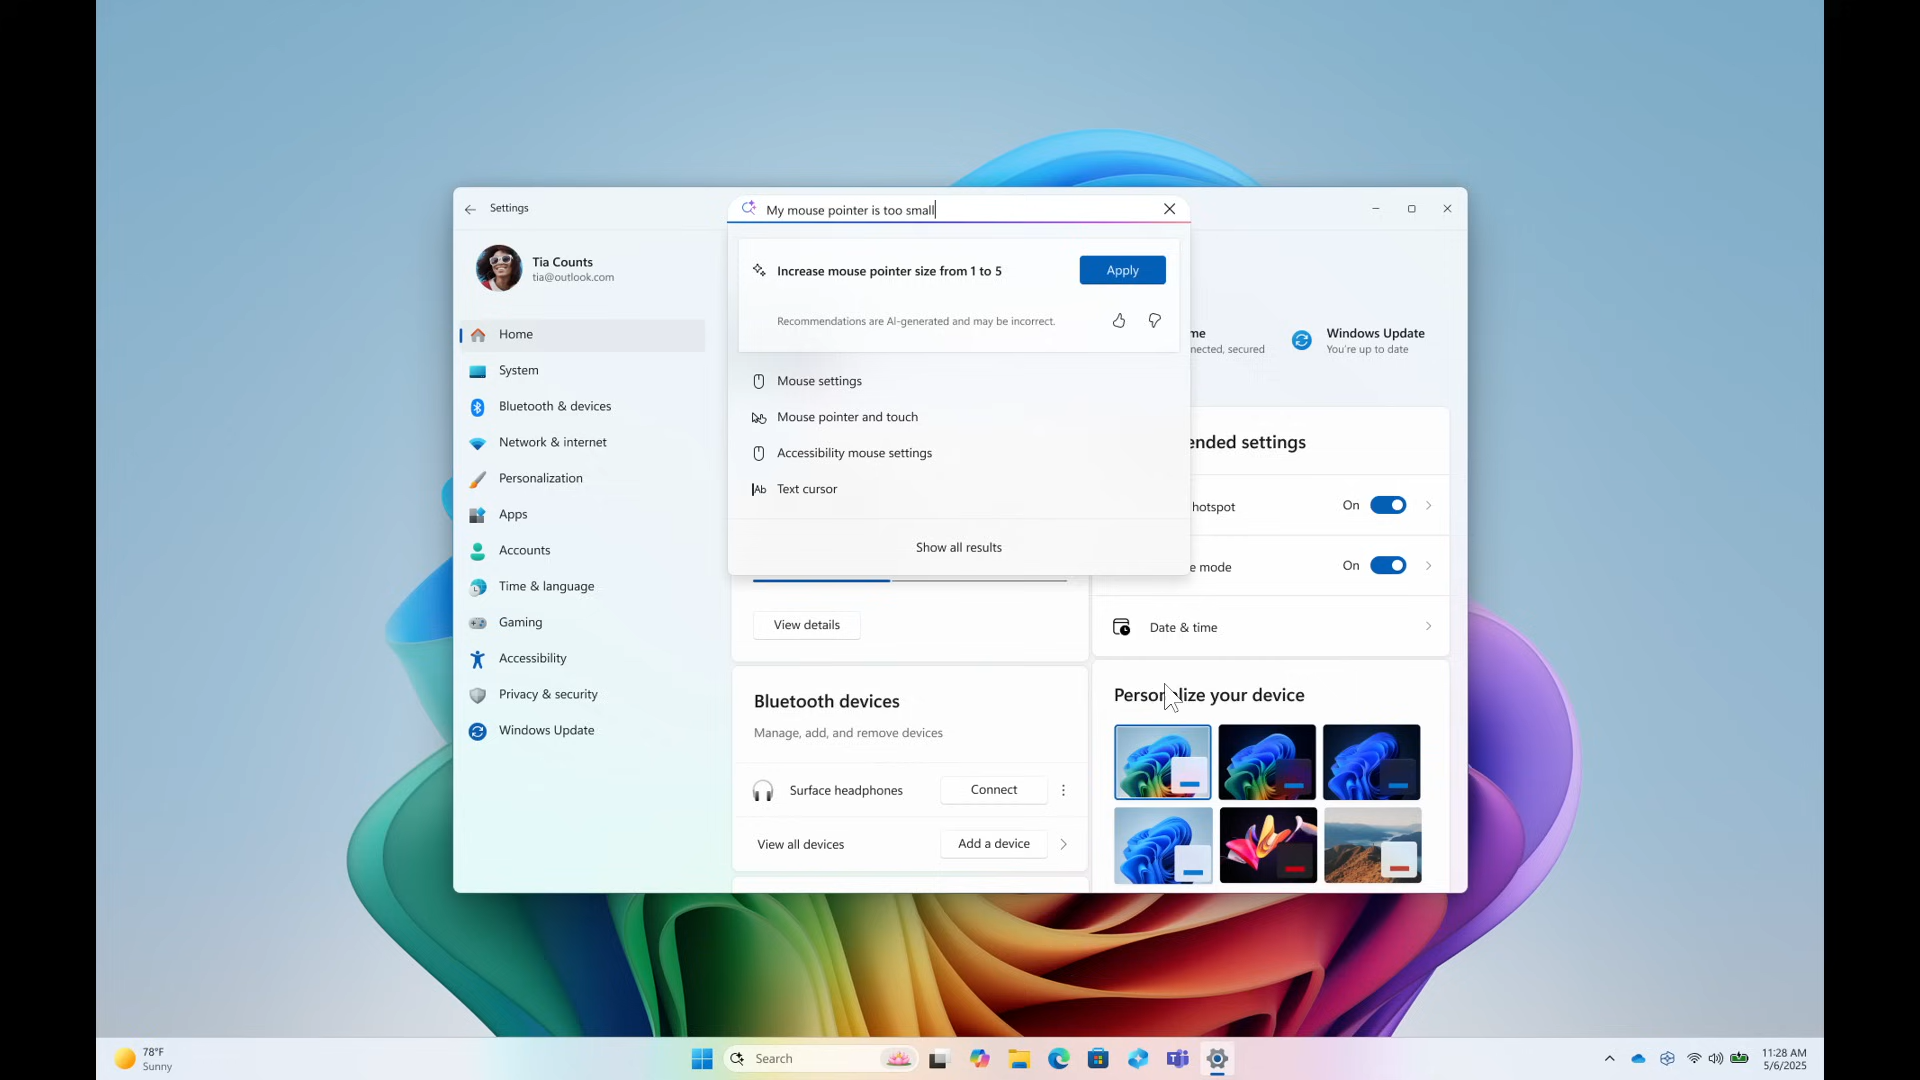 Settings
My mouse pointer is too small
Tia Counts
tia@outlook.com
Home
System
Bluetooth & devices
Network & internet
Personalization
Apps
Accounts
Time & language
Gaming
Accessibility
Privacy & security
Windows Update
Increase mouse pointer size from 1 to 5
Apply
Recommendations are AI-generated and may be incorrect.
Mouse settings
Mouse pointer and touch
Accessibility mouse settings
Ab
Text cursor
Show all results
me
nected, secured
Windows Update
You're up to date
ended settings
hotspot
On
e mode
On
Date & time
View details
Bluetooth devices
Manage, add, and remove devices
Surface headphones
Connect
View all devices
Add a device
Personalize your device
78°F
Sunny
Search
11:28 AM
5/6/2025